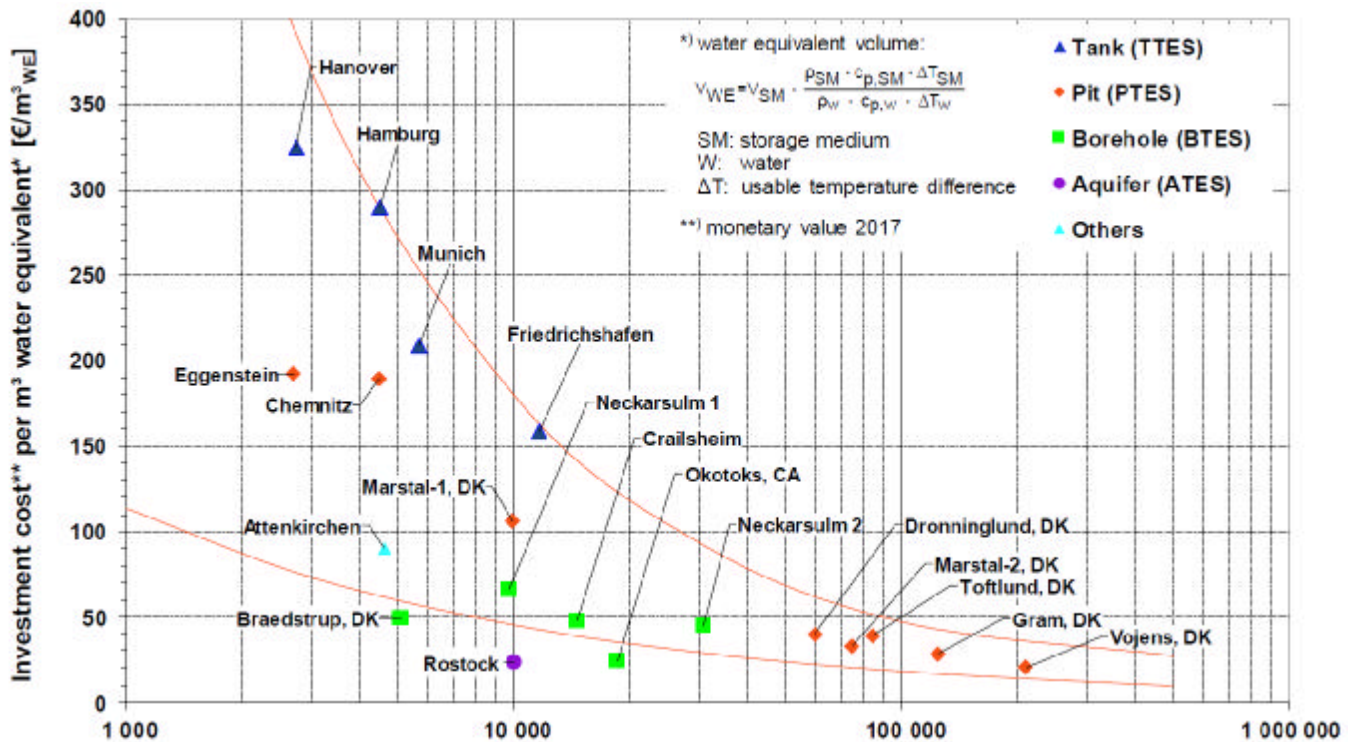 Investment cost** per m³ water equivalent* [€/m³WE]
400
350
300
250
200
150
100
50
0
1 000
10 000
100 000
1 000 000
*) water equivalent volume:
VWE=VSM · ρSM · cp,SM · ΔTSM / ρw · cp,w · ΔTw
SM: storage medium
W: water
ΔT: usable temperature difference
**) monetary value 2017
Tank (TTES)
Pit (PTES)
Borehole (BTES)
Aquifer (ATES)
Others
Hanover
Hamburg
Munich
Friedrichshafen
Eggenstein
Chemnitz
Neckarsulm 1
Crailsheim
Okotoks, CA
Marstal-1, DK
Attenkirchen
Neckarsulm 2
Dronninglund, DK
Marstal-2, DK
Toftlund, DK
Gram, DK
Vojens, DK
Braedstrup, DK
Rostock